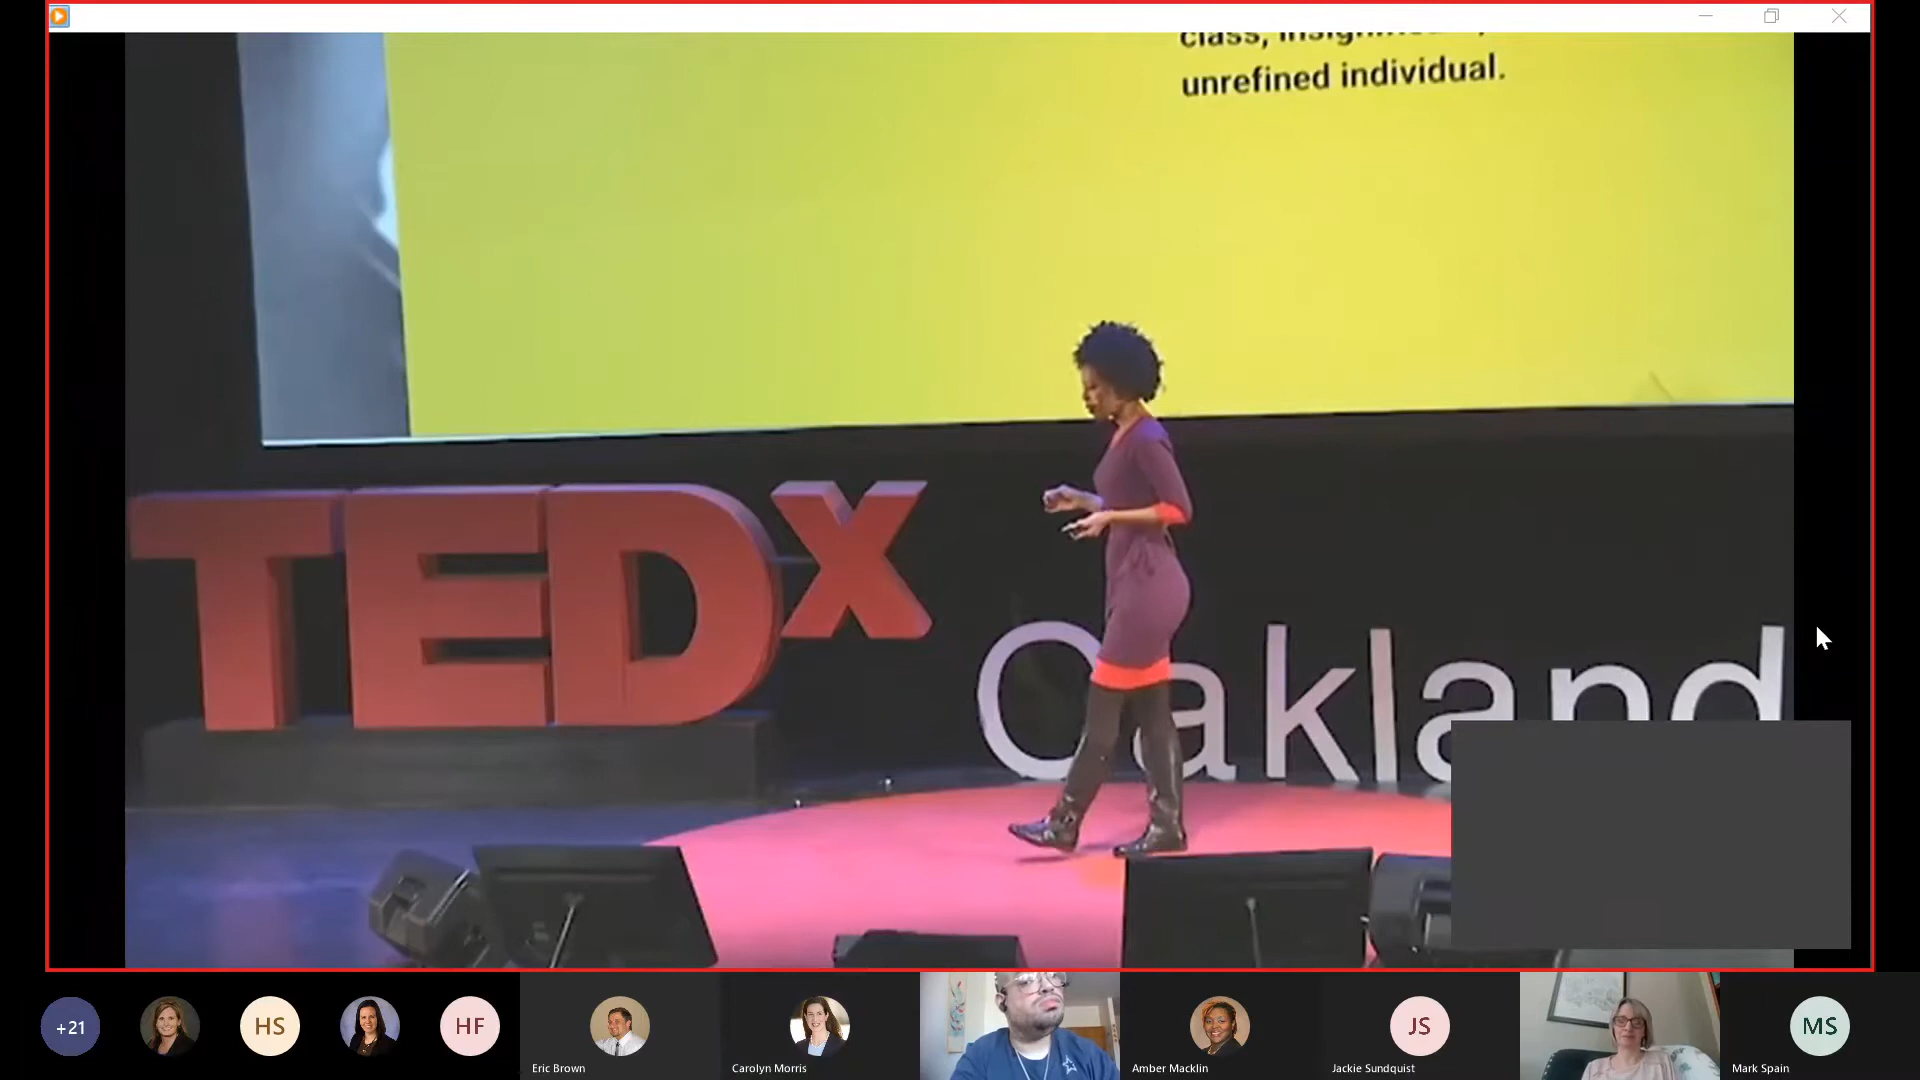 class,
unrefined individual.
TEDx
Oakland
+21
HS
HF
Eric Brown
Carolyn Morris
Amber Macklin
JS
Jackie Sundquist
MS
Mark Spain